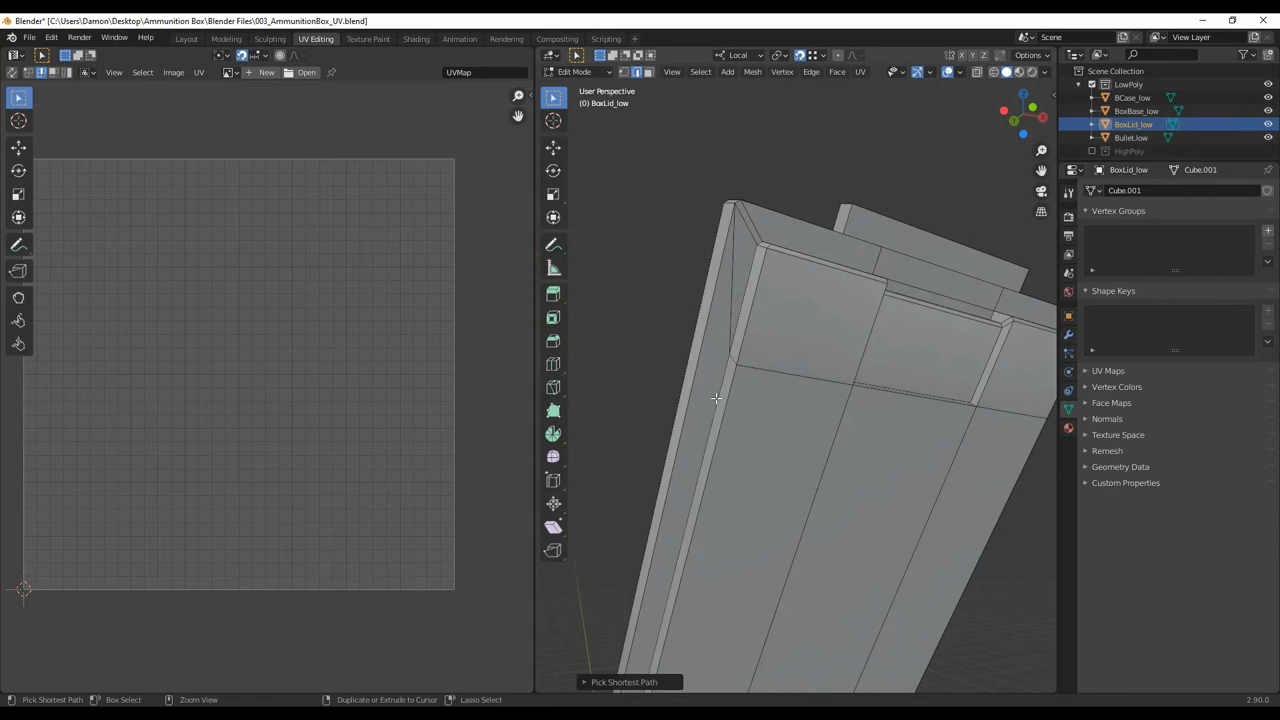 Blender* [C:\Users\Damon\Desktop\Ammunition Box\Blender Files\003_AmmunitionBox_UV.blend]
File Edit Render Window Help Layout Modeling Sculpting UV Editing Texture Paint Shading Animation Rendering Compositing Scripting + Scene View Layer
Local X Y Z Options
View Select Image UV New Open UVMap Edit Mode View Select Add Mesh Vertex Edge Face UV Scene Collection
LowPoly
User Perspective
(0) BoxLid_low
BCase_low
BoxBase_low
BoxLid_low
Bullet.low
HighPoly
BoxLid_low Cube.001
Cube.001
Vertex Groups
Shape Keys
UV Maps
Vertex Colors
Face Maps
Normals
Texture Space
Remesh
Geometry Data
Custom Properties
Pick Shortest Path
Pick Shortest Path Box Select Zoom View Duplicate or Extrude to Cursor Lasso Select 2.90.0